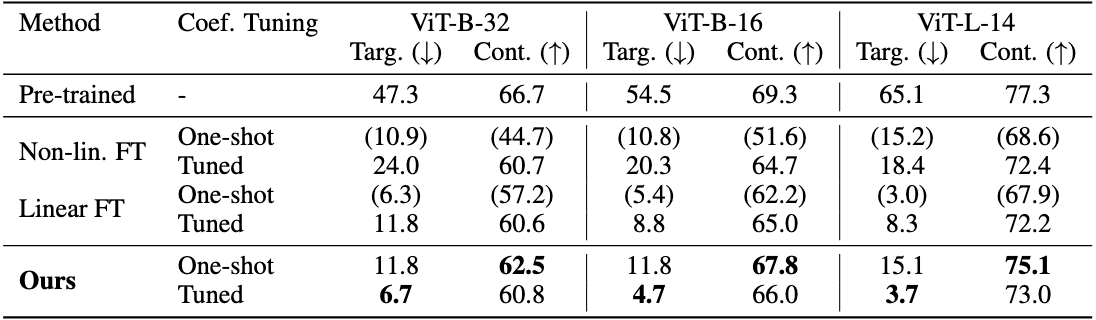 Method Coef. Tuning ViT-B-32 ViT-B-16 ViT-L-14
Targ. (↓) Cont. (↑) Targ. (↓) Cont. (↑) Targ. (↓) Cont. (↑)
Pre-trained - 47.3 66.7 54.5 69.3 65.1 77.3
Non-lin. FT One-shot (10.9) (44.7) (10.8) (51.6) (15.2) (68.6)
Tuned 24.0 60.7 20.3 64.7 18.4 72.4
Linear FT One-shot (6.3) (57.2) (5.4) (62.2) (3.0) (67.9)
Tuned 11.8 60.6 8.8 65.0 8.3 72.2
Ours One-shot 11.8 62.5 11.8 67.8 15.1 75.1
Tuned 6.7 60.8 4.7 66.0 3.7 73.0